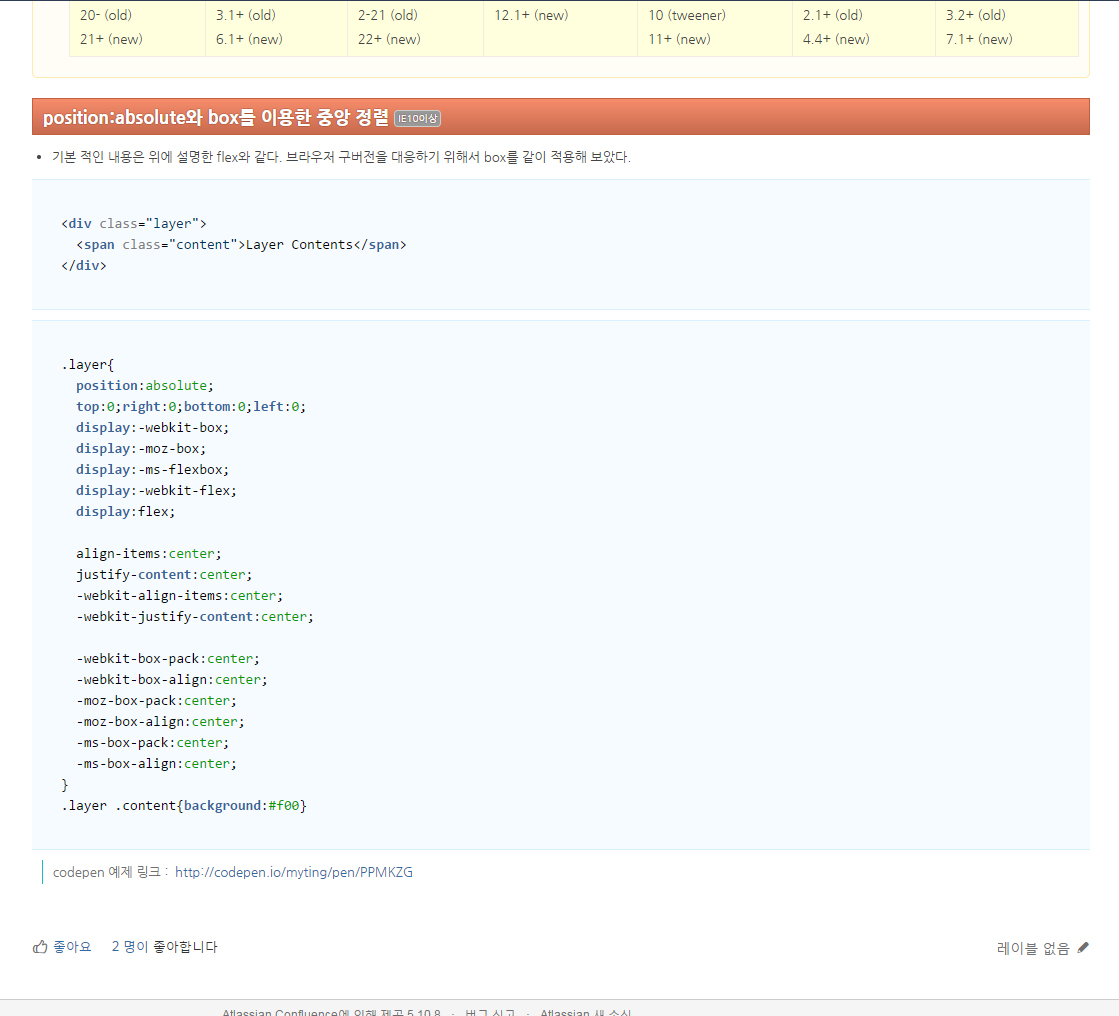 20- (old) 3.1+ (old) 2-21 (old) 12.1+ (new) 10 (tweener) 2.1+ (old) 3.2+ (old)
21+ (new) 6.1+ (new) 22+ (new) 11+ (new) 4.4+ (new) 7.1+ (new)
position:absolute와 box를 이용한 중앙 정렬 IE10이상
• 기본 적인 내용은 위에 설명한 flex와 같다. 브라우저 구버전을 대응하기 위해서 box를 같이 적용해 보았다.
<div class="layer">
  <span class="content">Layer Contents</span>
</div>
.layer{
  position:absolute;
  top:0;right:0;bottom:0;left:0;
  display:-webkit-box;
  display:-moz-box;
  display:-ms-flexbox;
  display:-webkit-flex;
  display:flex;
  align-items:center;
  justify-content:center;
  -webkit-align-items:center;
  -webkit-justify-content:center;
  -webkit-box-pack:center;
  -webkit-box-align:center;
  -moz-box-pack:center;
  -moz-box-align:center;
  -ms-box-pack:center;
  -ms-box-align:center;
}
.layer .content{background:#f00}
codepen 예제 링크 : http://codepen.io/myting/pen/PPMKZG
좋아요 2 명이 좋아합니다 레이블 없음
Atlassian Confluence에 의해 제공 5.10.8 · 버그 신고 · Atlassian 새 소식